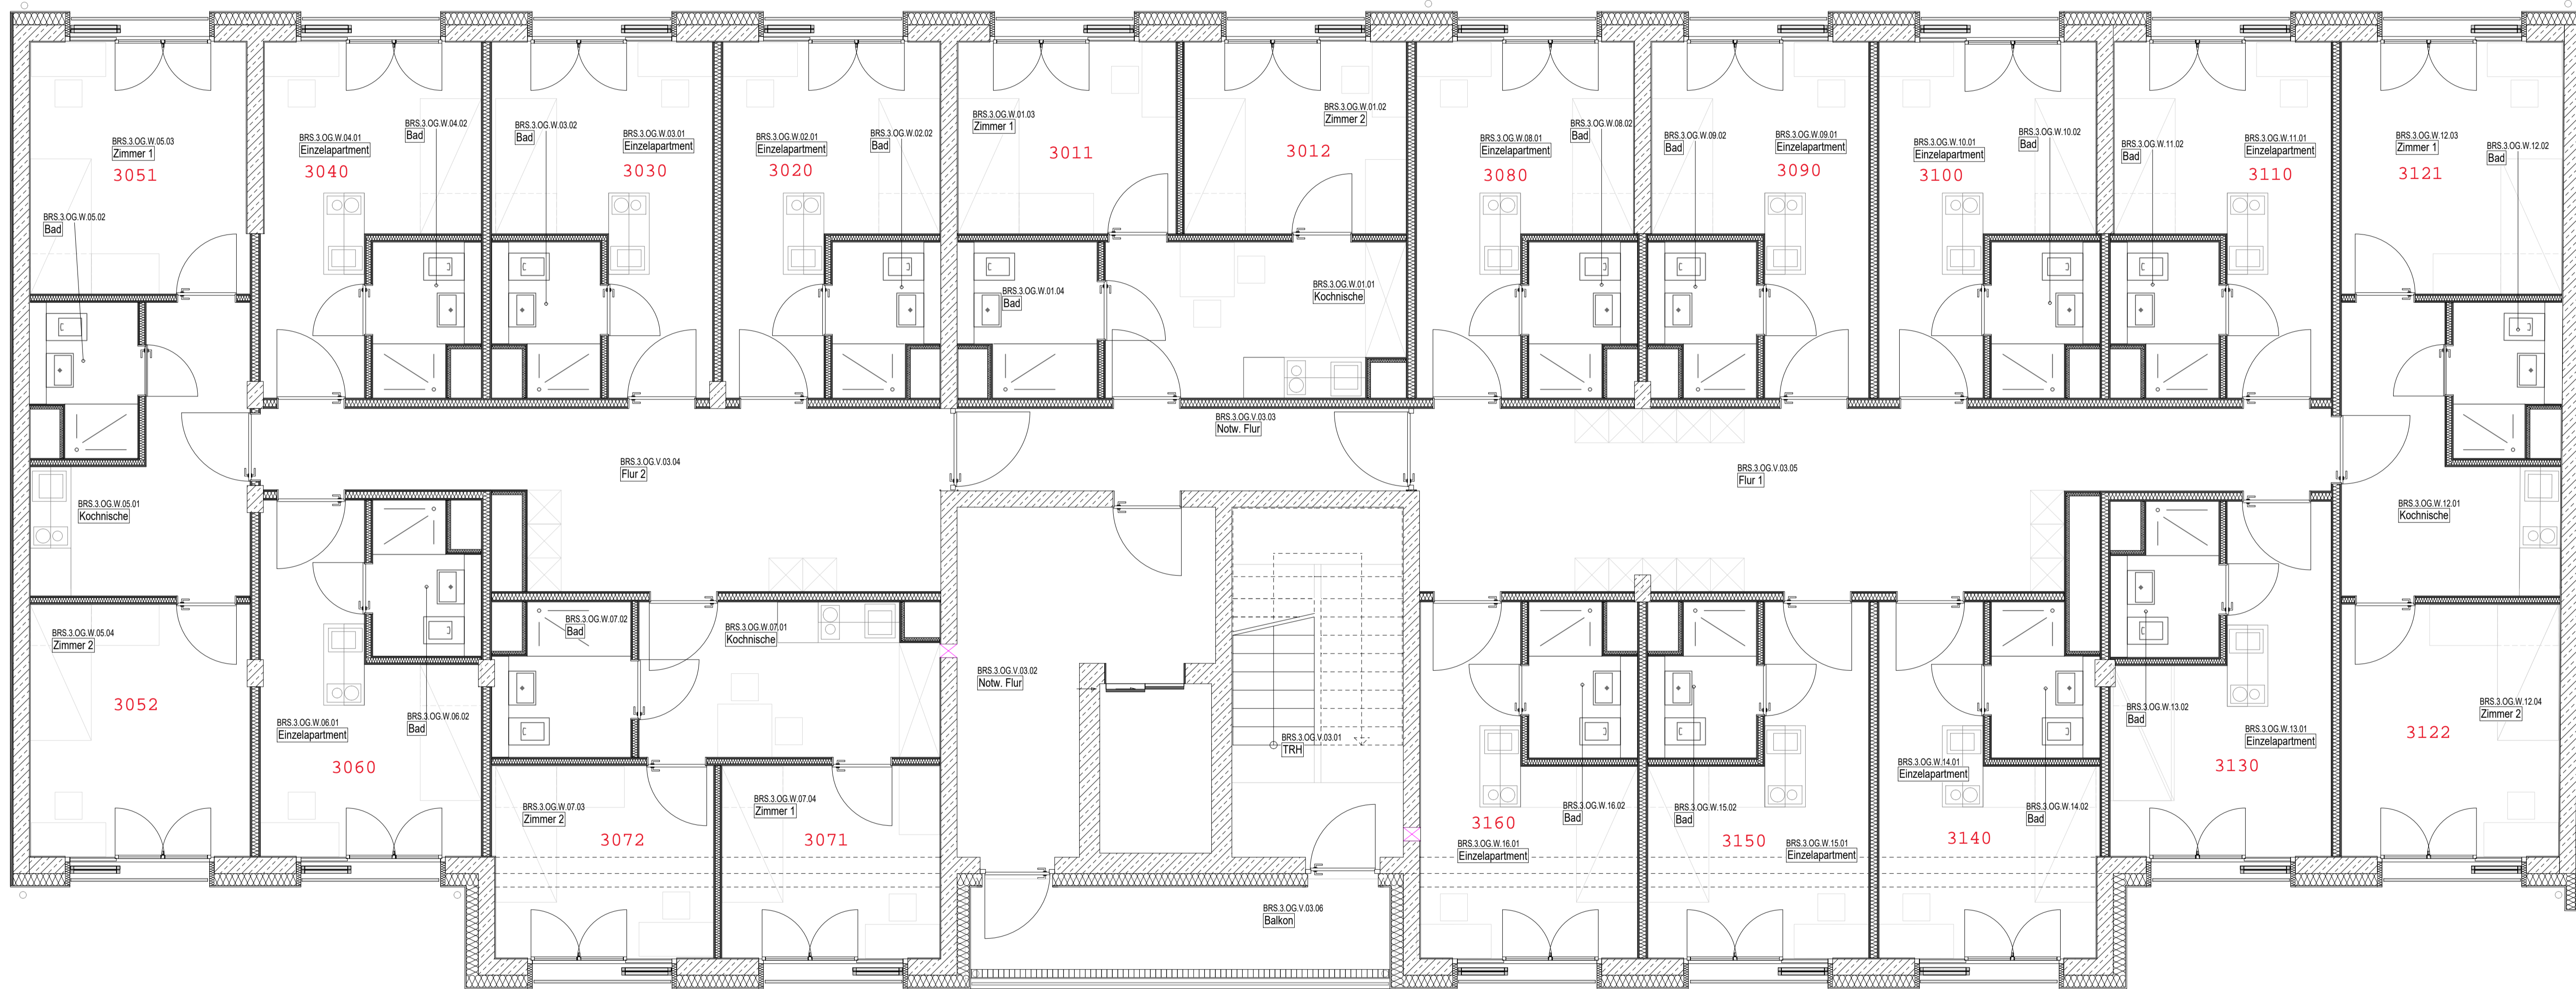 BRS.3.OG.W.05.03
Zimmer 1
3051
BRS.3.OG.W.05.02
Bad
BRS.3.OG.W.04.01
Einzelapartment
3040
BRS.3.OG.W.04.02
Bad
BRS.3.OG.W.03.02
Bad
BRS.3.OG.W.03.01
Einzelapartment
3030
BRS.3.OG.W.02.01
Einzelapartment
3020
BRS.3.OG.W.02.02
Bad
BRS.3.OG.W.01.03
Zimmer 1
3011
BRS.3.OG.W.01.02
Zimmer 2
3012
BRS.3.OG.W.01.04
Bad
BRS.3.OG.W.01.01
Kochnische
BRS.3.OG.W.08.01
Einzelapartment
3080
BRS.3.OG.W.08.02
Bad
BRS.3.OG.W.09.02
Bad
BRS.3.OG.W.09.01
Einzelapartment
3090
BRS.3.OG.W.10.01
Einzelapartment
3100
BRS.3.OG.W.10.02
Bad
BRS.3.OG.W.11.02
Bad
BRS.3.OG.W.11.01
Einzelapartment
3110
BRS.3.OG.W.12.03
Zimmer 1
3121
BRS.3.OG.W.12.02
Bad
BRS.3.OG.V.03.04
Flur 2
BRS.3.OG.V.03.03
Notw. Flur
BRS.3.OG.V.03.05
Flur 1
BRS.3.OG.W.05.01
Kochnische
BRS.3.OG.W.12.01
Kochnische
BRS.3.OG.W.05.04
Zimmer 2
3052
BRS.3.OG.W.06.01
Einzelapartment
3060
BRS.3.OG.W.06.02
Bad
BRS.3.OG.W.07.02
Bad
BRS.3.OG.W.07.01
Kochnische
BRS.3.OG.W.07.03
Zimmer 2
3072
BRS.3.OG.W.07.04
Zimmer 1
3071
BRS.3.OG.V.03.02
Notw. Flur
BRS.3.OG.V.03.01
TRH
BRS.3.OG.V.03.06
Balkon
3160
BRS.3.OG.W.16.01
Einzelapartment
BRS.3.OG.W.16.02
Bad
BRS.3.OG.W.15.02
Bad
3150
BRS.3.OG.W.15.01
Einzelapartment
BRS.3.OG.W.14.01
Einzelapartment
3140
BRS.3.OG.W.14.02
Bad
BRS.3.OG.W.13.02
Bad
BRS.3.OG.W.13.01
Einzelapartment
3130
BRS.3.OG.W.12.04
Zimmer 2
3122